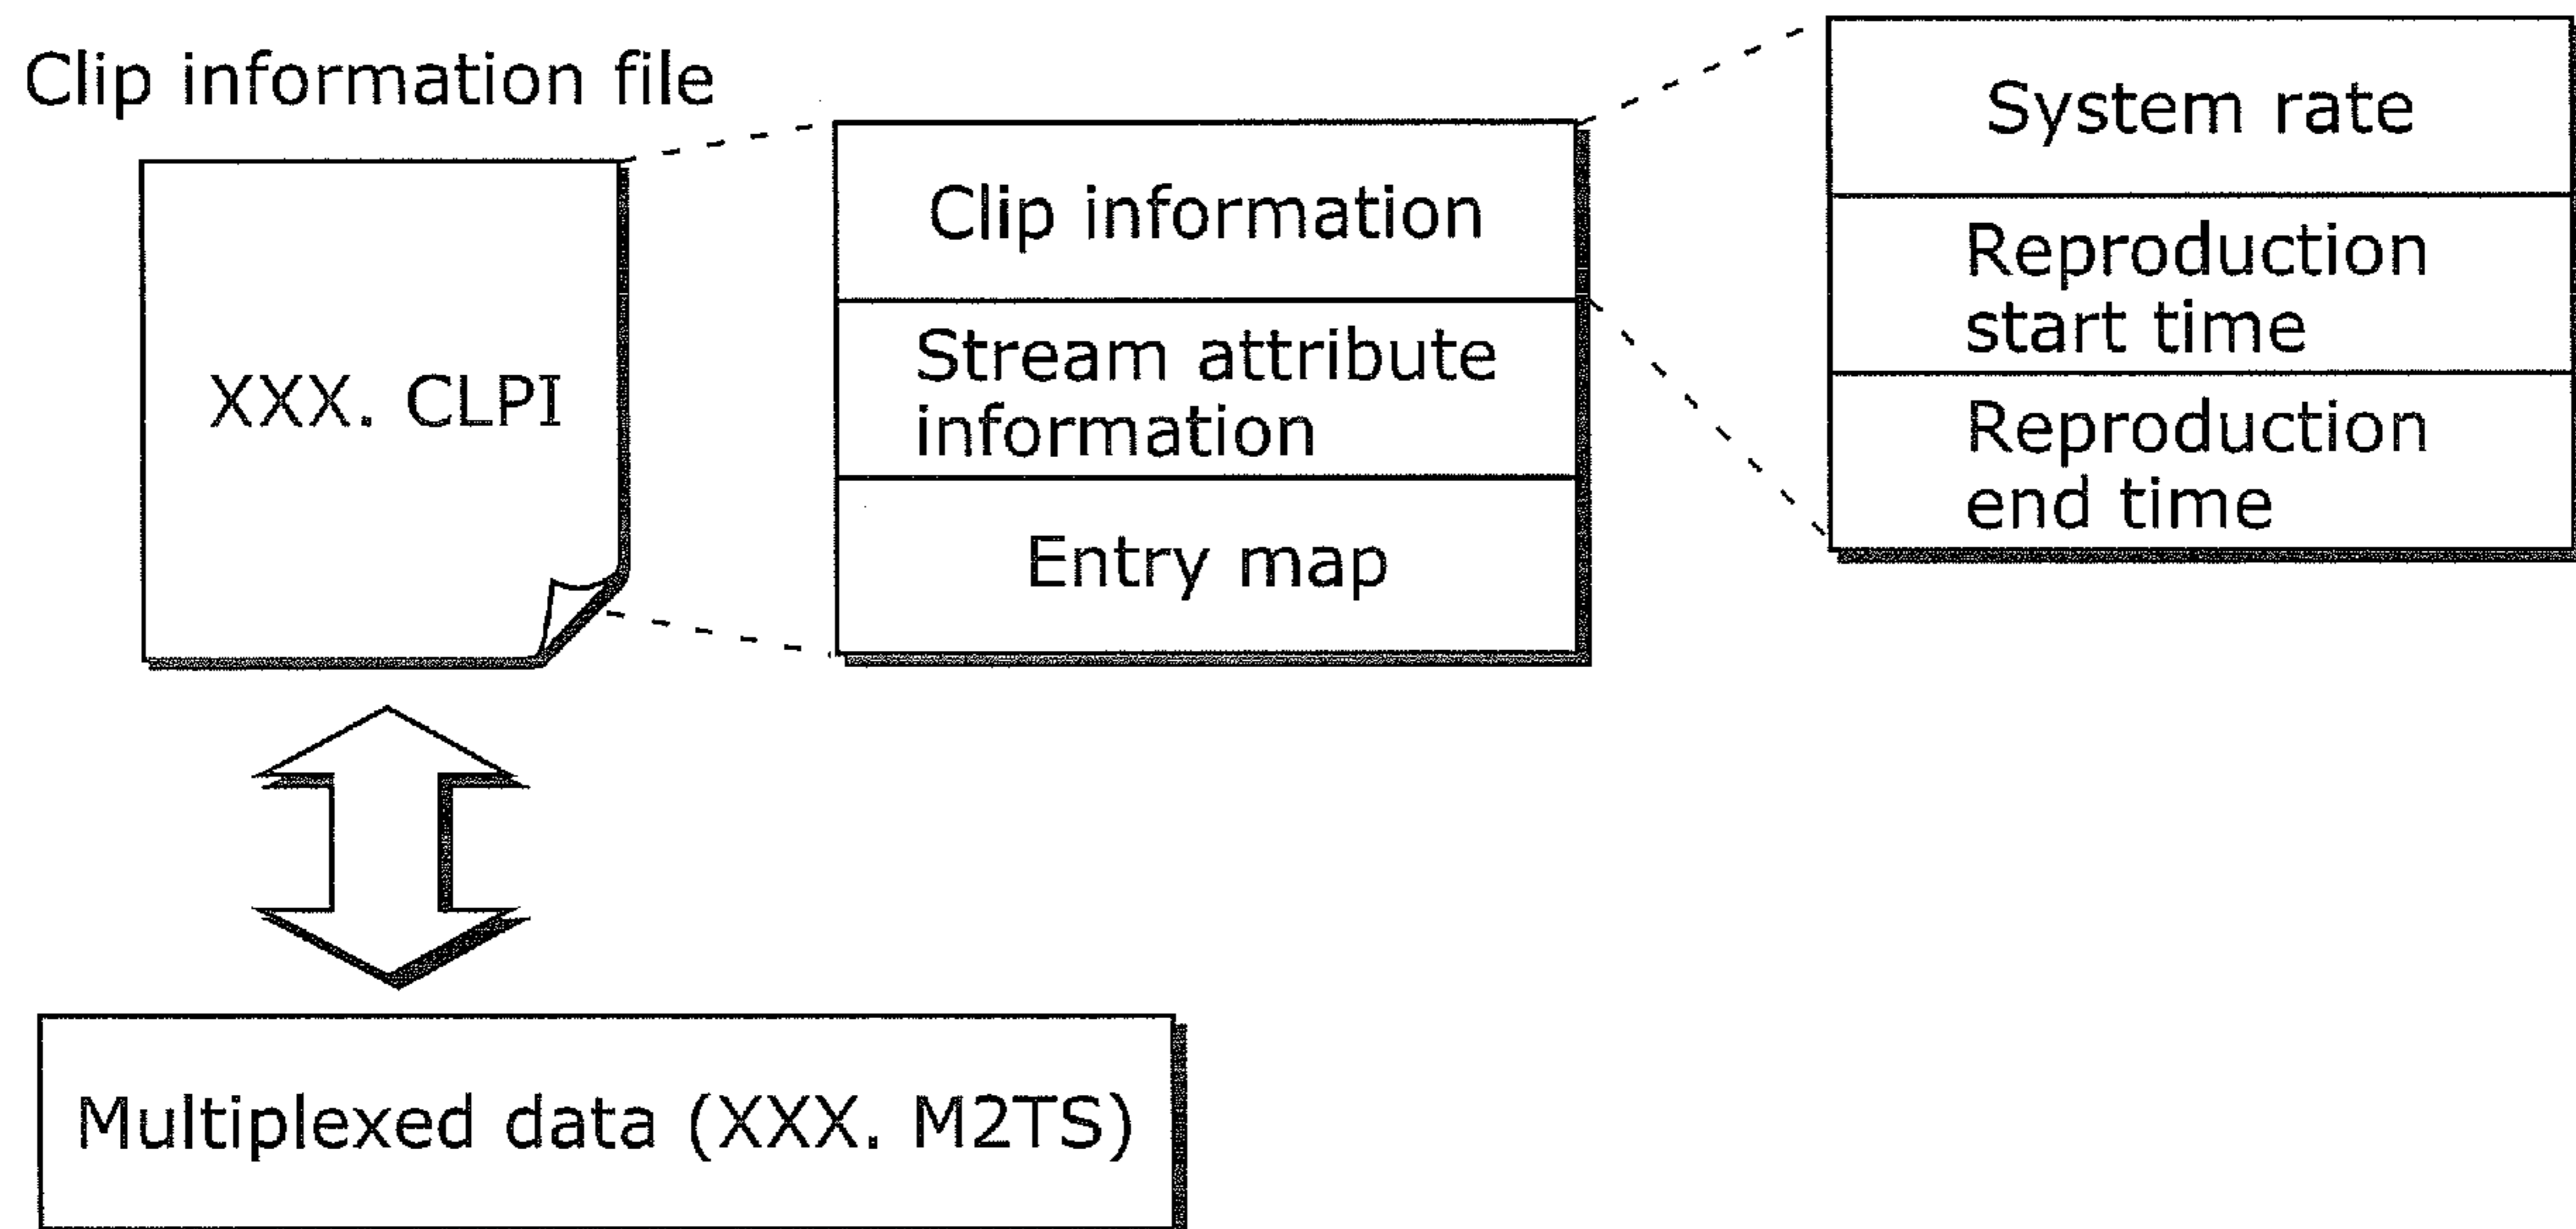 Clip information file
XXX. CLPI
Clip information
Stream attribute
information
Entry map
System rate
Reproduction
start time
Reproduction
end time
Multiplexed data (XXX. M2TS)